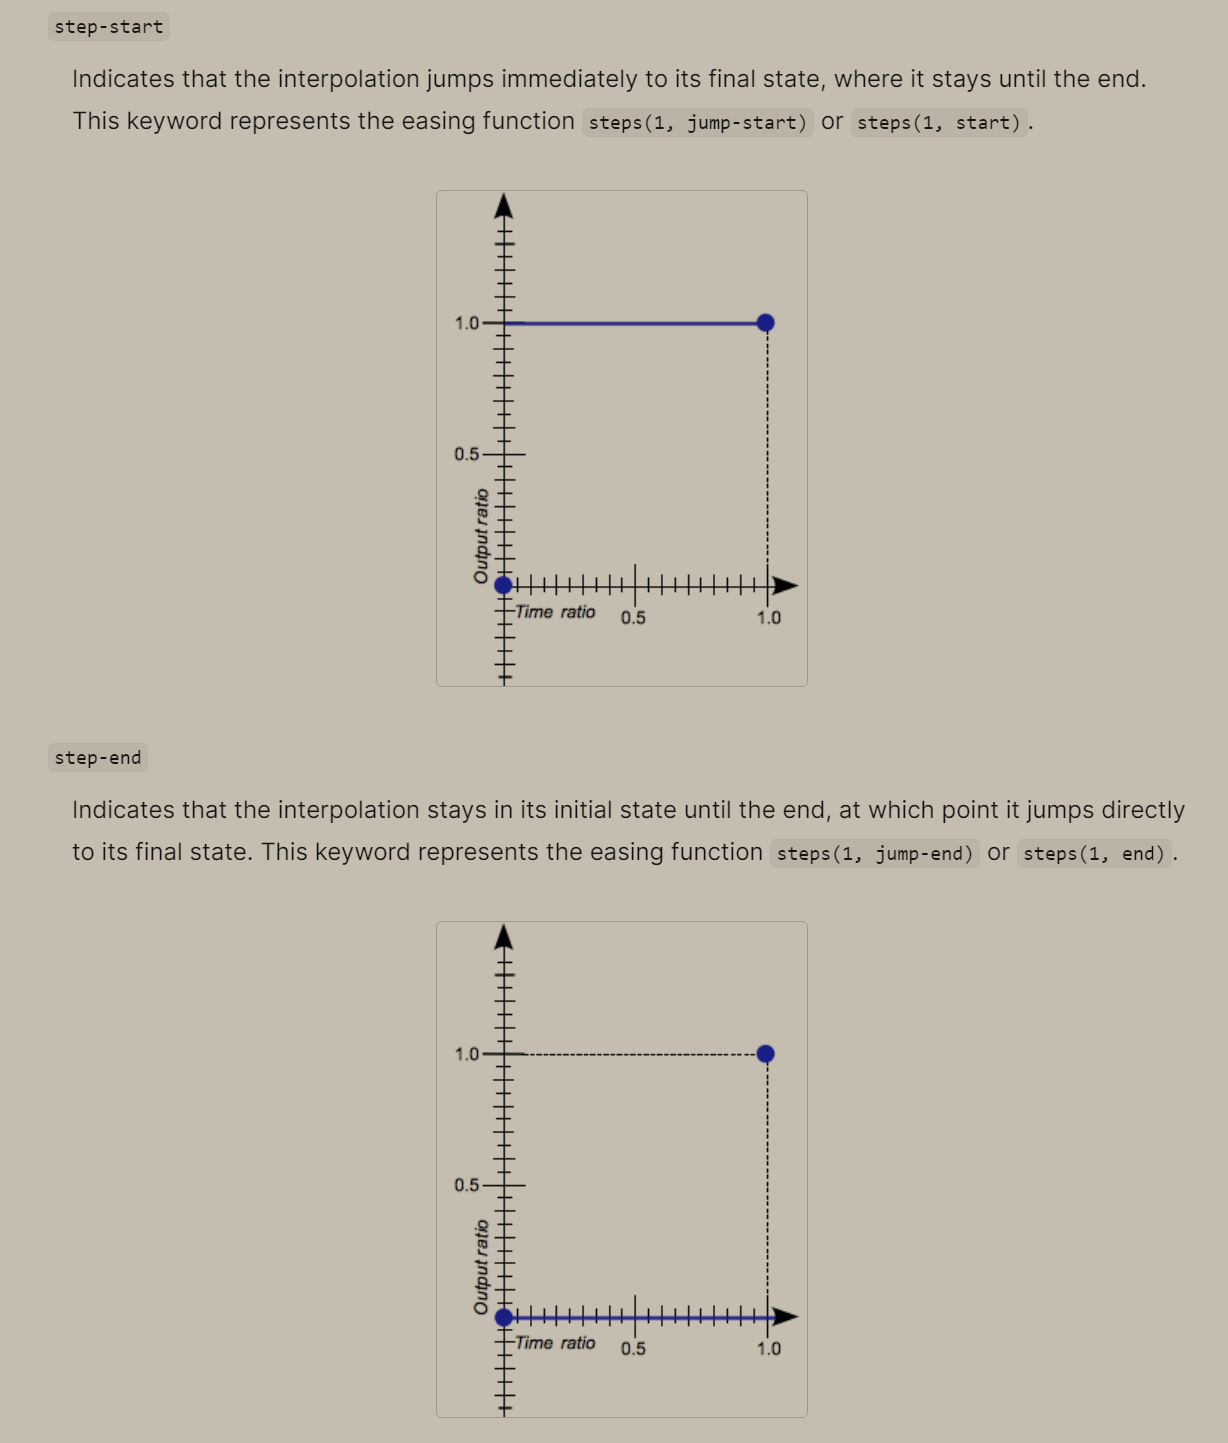 step-start
Indicates that the interpolation jumps immediately to its final state, where it stays until the end.
This keyword represents the easing function steps(1, jump-start) or steps(1, start).
1.0
0.5
Output ratio
Time ratio
0.5
1.0
step-end
Indicates that the interpolation stays in its initial state until the end, at which point it jumps directly
to its final state. This keyword represents the easing function steps(1, jump-end) or steps(1, end).
1.0
0.5
Output ratio
Time ratio
0.5
1.0